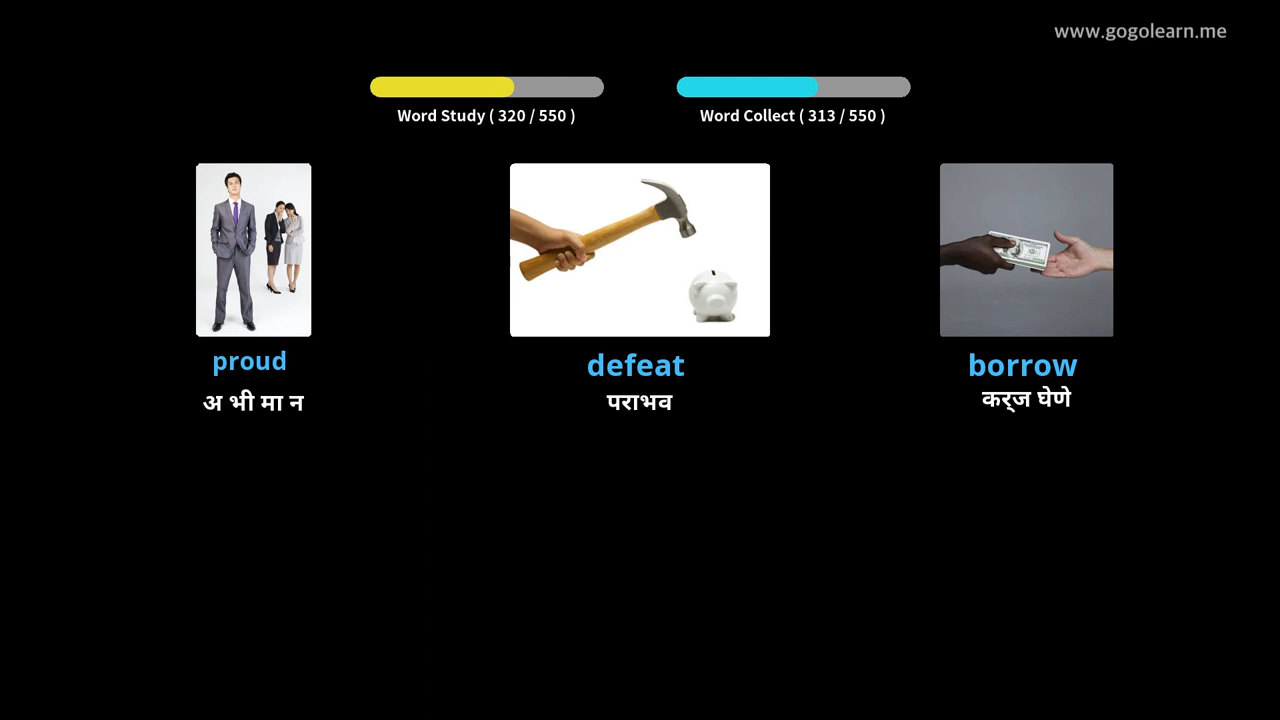 www.gogolearn.me
Word Study ( 320 / 550 )
Word Collect ( 313 / 550 )
proud
defeat
borrow
अ भी मा न
पराभव
कर्‌ज घेणे